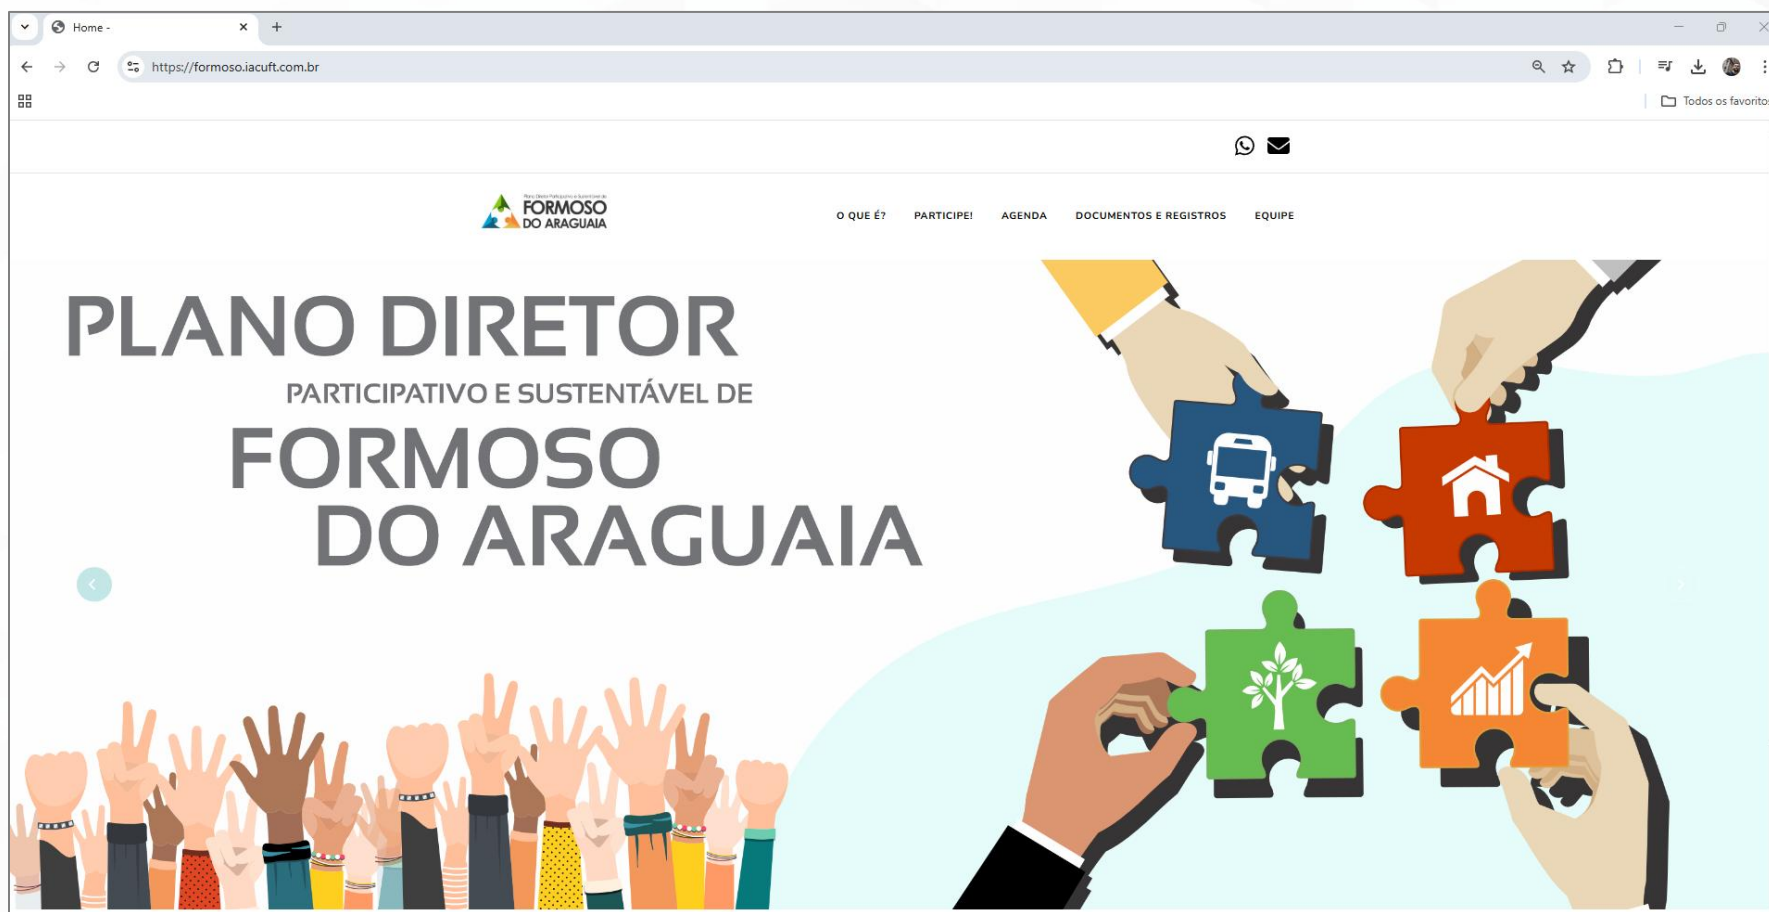 Home -
https://formoso.iacuft.com.br
Todos os favoritos
FORMOSO
DO ARAGUAIA
O QUE É? PARTICIPE! AGENDA DOCUMENTOS E REGISTROS EQUIPE
PLANO DIRETOR
PARTICIPATIVO E SUSTENTÁVEL DE
FORMOSO
DO ARAGUAIA